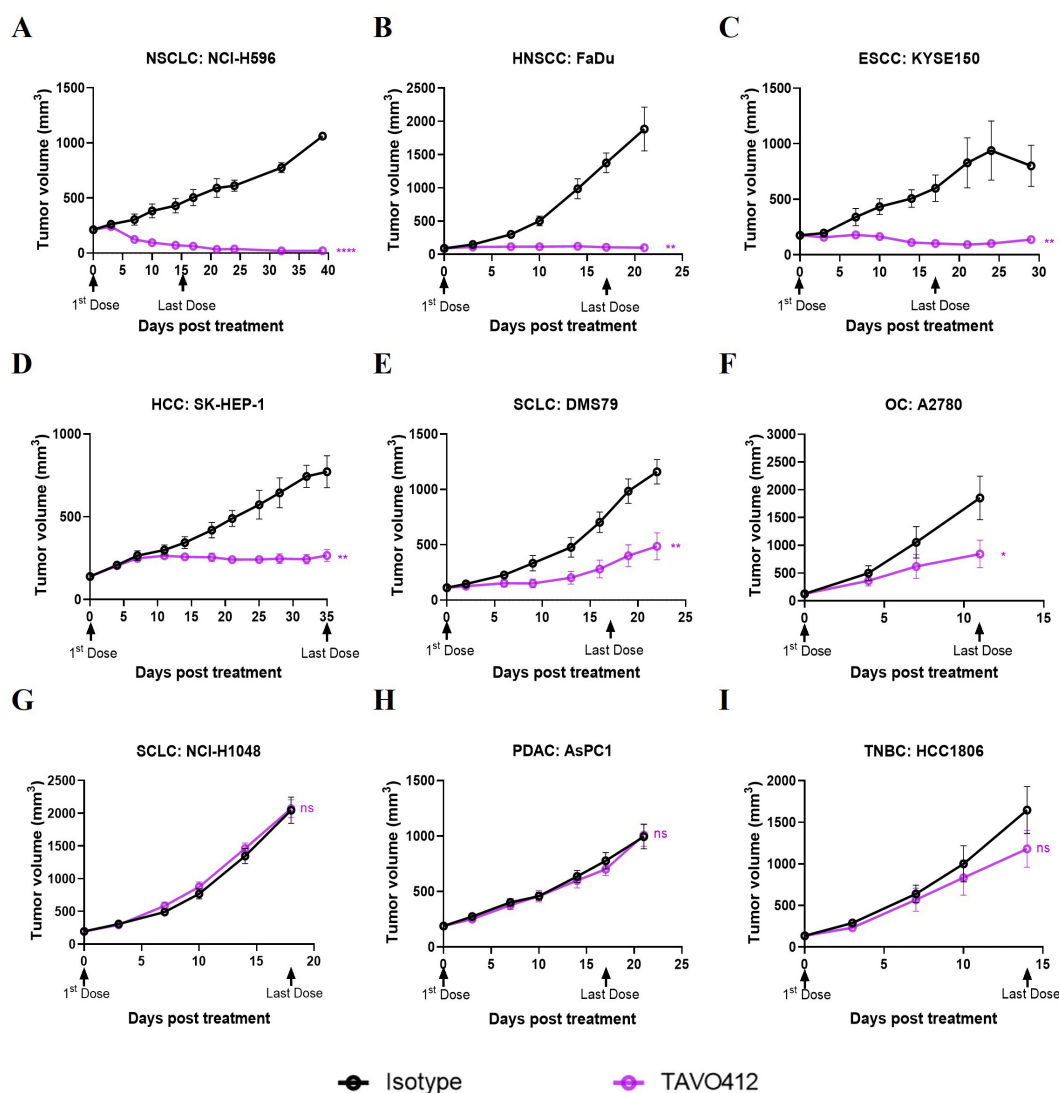 A
NSCLC: NCI-H596
Tumor volume (mm³)
1500
1000
500
0
0 5 10 15 20 25 30 35 40
****
1st Dose
Last Dose
Days post treatment
B
HNSCC: FaDu
Tumor volume (mm³)
2500
2000
1500
1000
500
0
0 5 10 15 20 25
**
1st Dose
Last Dose
Days post treatment
C
ESCC: KYSE150
Tumor volume (mm³)
1500
1000
500
0
0 5 10 15 20 25 30
**
1st Dose
Last Dose
Days post treatment
D
HCC: SK-HEP-1
Tumor volume (mm³)
1000
500
0
0 5 10 15 20 25 30 35
**
1st Dose
Last Dose
Days post treatment
E
SCLC: DMS79
Tumor volume (mm³)
1500
1000
500
0
0 5 10 15 20 25
**
1st Dose
Last Dose
Days post treatment
F
OC: A2780
Tumor volume (mm³)
3000
2500
2000
1500
1000
500
0
0 5 10 15
*
1st Dose
Last Dose
Days post treatment
G
SCLC: NCI-H1048
Tumor volume (mm³)
2500
2000
1500
1000
500
0
0 5 10 15 20
ns
1st Dose
Last Dose
Days post treatment
H
PDAC: AsPC1
Tumor volume (mm³)
1500
1000
500
0
0 5 10 15 20 25
ns
1st Dose
Last Dose
Days post treatment
I
TNBC: HCC1806
Tumor volume (mm³)
2000
1500
1000
500
0
0 5 10 15
ns
1st Dose
Last Dose
Days post treatment
Isotype
TAVO412